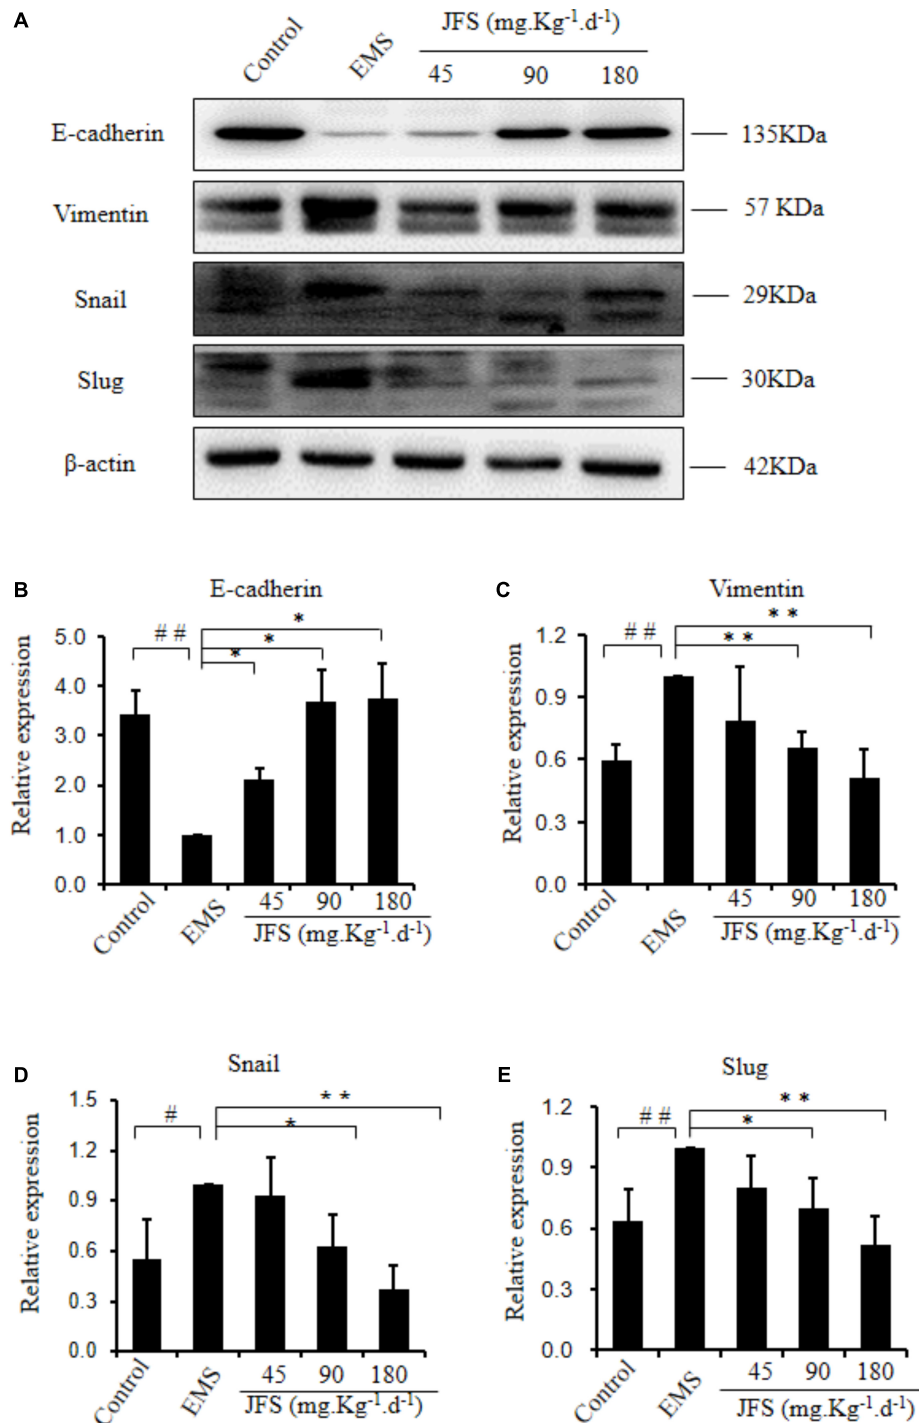 A
Control
EMS
JFS (mg.Kg⁻¹.d⁻¹)
45 90 180
E-cadherin 135KDa
Vimentin 57 KDa
Snail 29KDa
Slug 30KDa
β-actin 42KDa
B
E-cadherin
Relative expression
5.0
4.0
3.0
2.0
1.0
0.0
# #
*
*
*
Control
EMS
45 90 180
JFS (mg.Kg⁻¹.d⁻¹)
C
Vimentin
Relative expression
1.2
0.9
0.6
0.3
0.0
# #
* *
* *
Control
EMS
45 90 180
JFS (mg.Kg⁻¹.d⁻¹)
D
Snail
Relative expression
1.5
1.2
0.9
0.6
0.3
0.0
#
* *
*
Control
EMS
45 90 180
JFS (mg.Kg⁻¹.d⁻¹)
E
Slug
Relative expression
1.2
0.9
0.6
0.3
0.0
# #
* *
*
Control
EMS
45 90 180
JFS (mg.Kg⁻¹.d⁻¹)